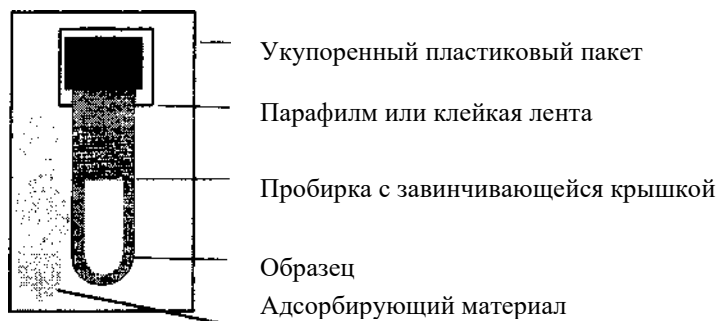 Укупоренный пластиковый пакет
Парафилм или клейкая лента
Пробирка с завинчивающейся крышкой
Образец
Адсорбирующий материал